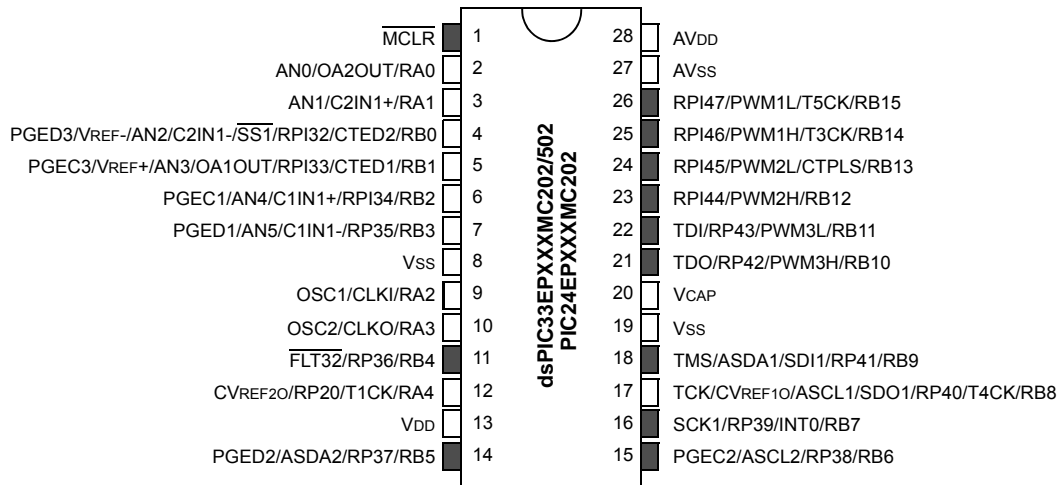 MCLR 1 28 AVDD
AN0/OA2OUT/RA0 2 27 AVSS
AN1/C2IN1+/RA1 3 26 RPI47/PWM1L/T5CK/RB15
PGED3/VREF-/AN2/C2IN1-/SS1/RPI32/CTED2/RB0 4 25 RPI46/PWM1H/T3CK/RB14
PGEC3/VREF+/AN3/OA1OUT/RPI33/CTED1/RB1 5 24 RPI45/PWM2L/CTPLS/RB13
PGEC1/AN4/C1IN1+/RPI34/RB2 6 23 RPI44/PWM2H/RB12
PGED1/AN5/C1IN1-/RP35/RB3 7 22 TDI/RP43/PWM3L/RB11
VSS 8 21 TDO/RP42/PWM3H/RB10
OSC1/CLKI/RA2 9 20 VCAP
OSC2/CLKO/RA3 10 19 VSS
FLT32/RP36/RB4 11 18 TMS/ASDA1/SDI1/RP41/RB9
CVREF2O/RP20/T1CK/RA4 12 17 TCK/CVREF1O/ASCL1/SDO1/RP40/T4CK/RB8
VDD 13 16 SCK1/RP39/INT0/RB7
PGED2/ASDA2/RP37/RB5 14 15 PGEC2/ASCL2/RP38/RB6
dsPIC33EPXXXMC202/502
PIC24EPXXXMC202